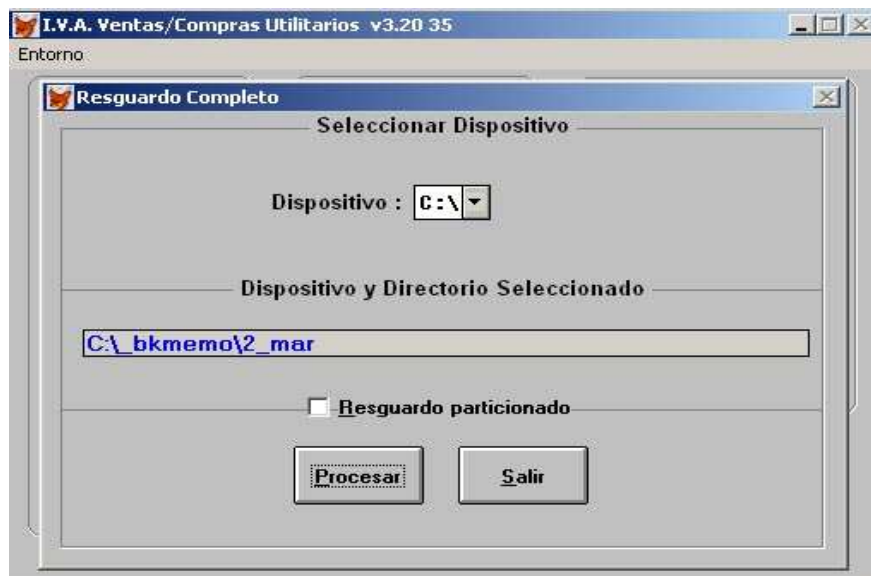 I.V.A. Ventas/Compras Utilitarios v3.20 35
Entorno
Resguardo Completo
Seleccionar Dispositivo
Dispositivo : C:\
Dispositivo y Directorio Seleccionado
C:\_bkmemo\2_mar
Resguardo particionado
Procesar Salir